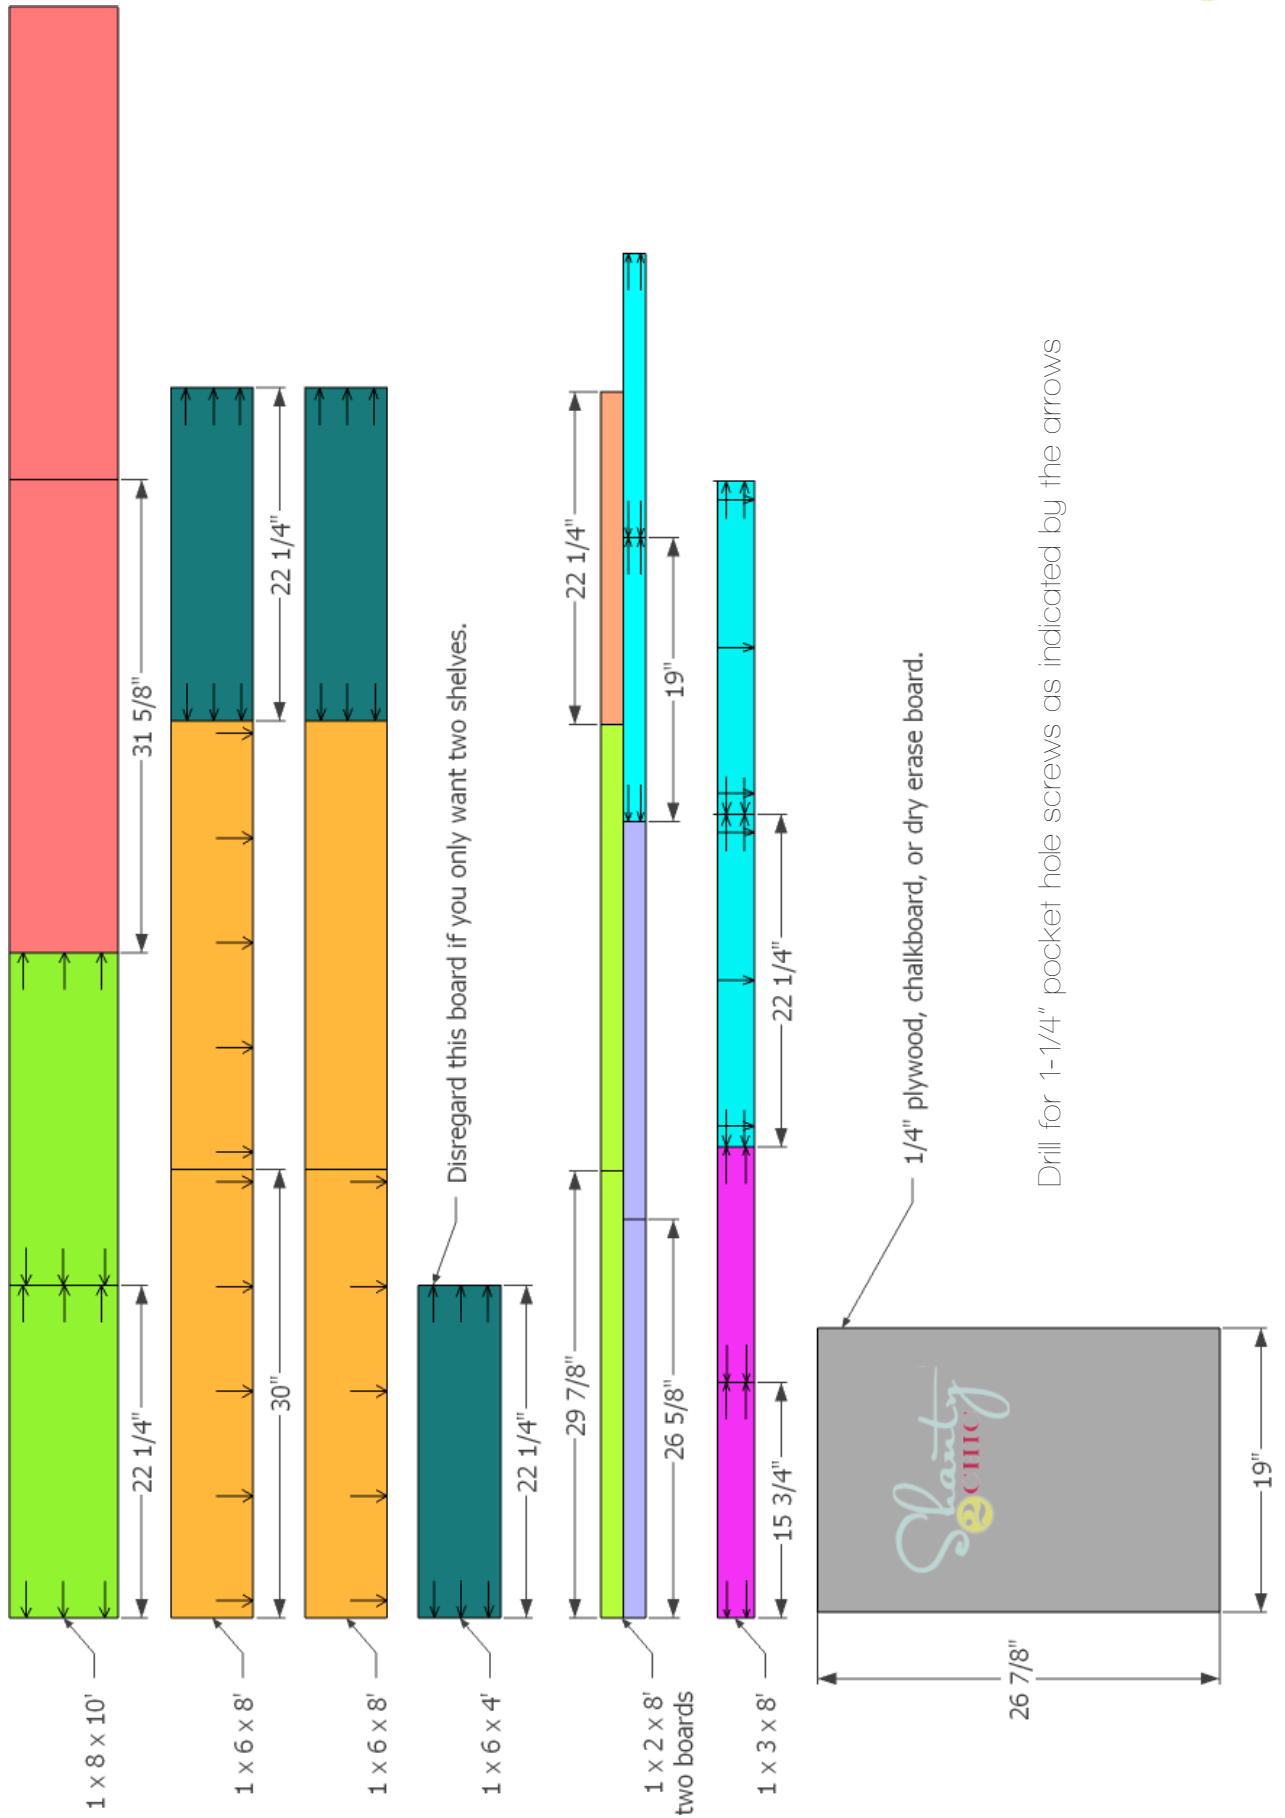 1 x 8 x 10'
22 1/4"
31 5/8"
1 x 6 x 8'
30"
22 1/4"
1 x 6 x 8'
1 x 6 x 4'
22 1/4"
Disregard this board if you only want two shelves.
1 x 2 x 8'
two boards
29 7/8"
22 1/4"
26 5/8"
19"
1 x 3 x 8'
15 3/4"
22 1/4"
1/4" plywood, chalkboard, or dry erase board.
Shanty
2 CHIC
26 7/8"
19"
Drill for 1-1/4" pocket hole screws as indicated by the arrows